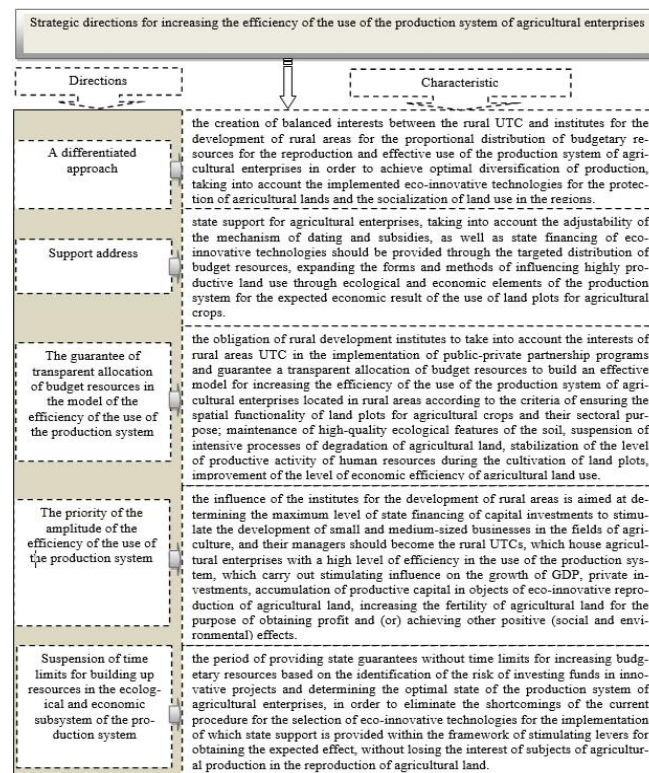 Strategic directions for increasing the efficiency of the use of the production system of agricultural enterprises
Directions
Characteristic
A differentiated
approach
the creation of balanced interests between the rural UTC and institutes for the
development of rural areas for the proportional distribution of budgetary re-
sources for the reproduction and effective use of the production system of agri-
cultural enterprises in order to achieve optimal diversification of production,
taking into account the implemented eco-innovative technologies for the protec-
tion of agricultural lands and the socialization of land use in the regions.
Support address
state support for agricultural enterprises, taking into account the adjustability of
the mechanism of dating and subsidies, as well as state financing of eco-
innovative technologies should be provided through the targeted distribution of
budget resources, expanding the forms and methods of influencing highly pro-
ductive land use through ecological and economic elements of the production
system for the expected economic result of the use of land plots for agricultural
crops.
The guarantee of
transparent allocation
of budget resources in
the model of the
efficiency of the use of
the production system
the obligation of rural development institutes to take into account the interests of
rural areas UTC in the implementation of public-private partnership programs
and guarantee a transparent allocation of budget resources to build an effective
model for increasing the efficiency of the use of the production system of agri-
cultural enterprises located in rural areas according to the criteria of ensuring the
spatial functionality of land plots for agricultural crops and their sectoral pur-
pose; maintenance of high-quality ecological features of the soil, suspension of
intensive processes of degradation of agricultural land, stabilization of the level
of productive activity of human resources during the cultivation of land plots,
improvement of the level of economic efficiency of agricultural land use.
The priority of the
amplitude of the
efficiency of the use of
the production system
the influence of the institutes for the development of rural areas is aimed at de-
termining the maximum level of state financing of capital investments to stimu-
late the development of small and medium-sized businesses in the fields of
agriculture, and their managers should become the rural UTCs, which house agricul-
tural enterprises with a high level of efficiency in the use of the production sys-
tem, which carry out stimulating influence on the growth of GDP, private in-
vestments, accumulation of productive capital in objects of eco-innovative repro-
duction of agricultural land, increasing the fertility of agricultural land for the
purpose of obtaining profit and (or) achieving other positive (social and envi-
ronmental) effects.
Suspension of time
limits for building up
resources in the ecolog-
ical and economic
subsystem of the pro-
duction system
the period of providing state guarantees without time limits for increasing budg-
etary resources based on the identification of the risk of investing funds in inno-
vative projects and determining the optimal state of the production system of
agricultural enterprises, in order to eliminate the shortcomings of the current
procedure for the selection of eco-innovative technologies for the implementation
of which state support is provided within the framework of stimulating levers for
obtaining the expected effect, without losing the interest of subjects of agricultur-
al production in the reproduction of agricultural land.